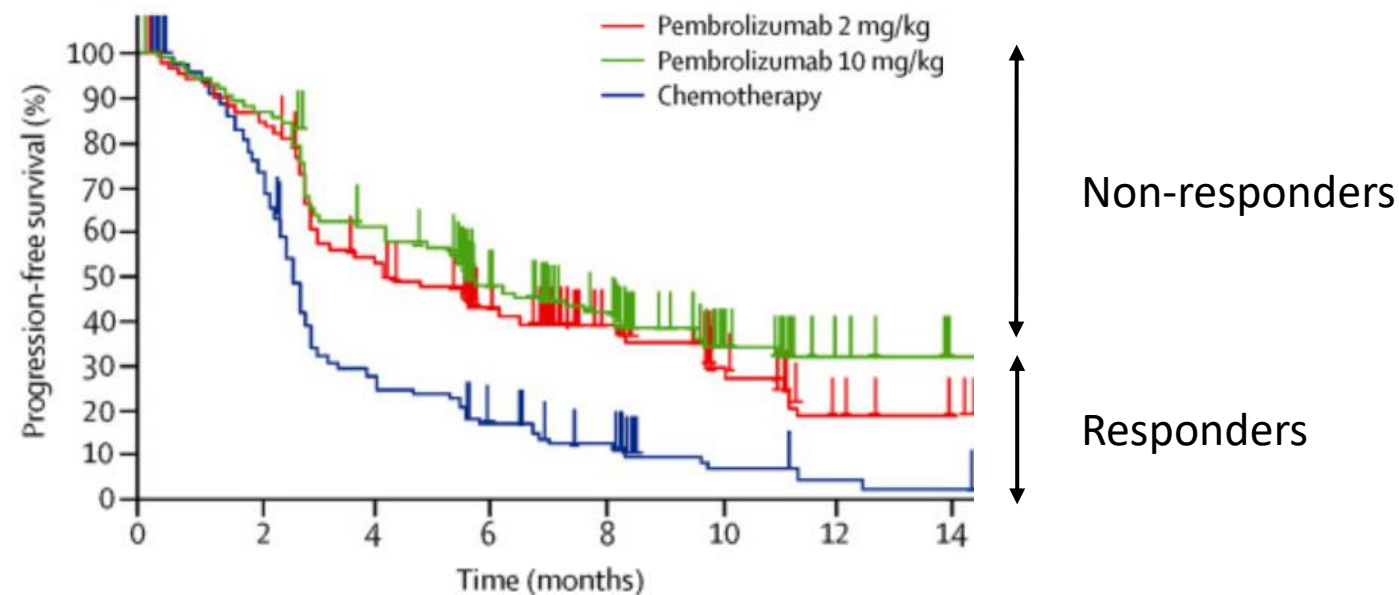 Pembrolizumab 2 mg/kg
Pembrolizumab 10 mg/kg
Chemotherapy
Progression-free survival (%)
100
90
80
70
60
50
40
30
20
10
0
0 2 4 6 8 10 12 14
Time (months)
Non-responders
Responders